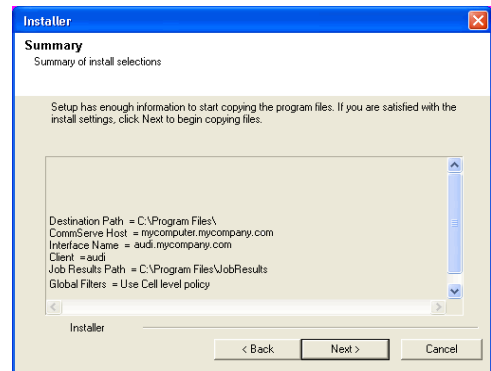 Installer
Summary
Summary of install selections
Setup has enough information to start copying the program files. If you are satisfied with the
install settings, click Next to begin copying files.
Destination Path = C:\Program Files\
CommServe Host = mycomputer.mycompany.com
Interface Name = audi.mycompany.com
Client =audi
Job Results Path = C:\Program Files\JobResults
Global Filters = Use Cell level policy
Installer
< Back Next > Cancel